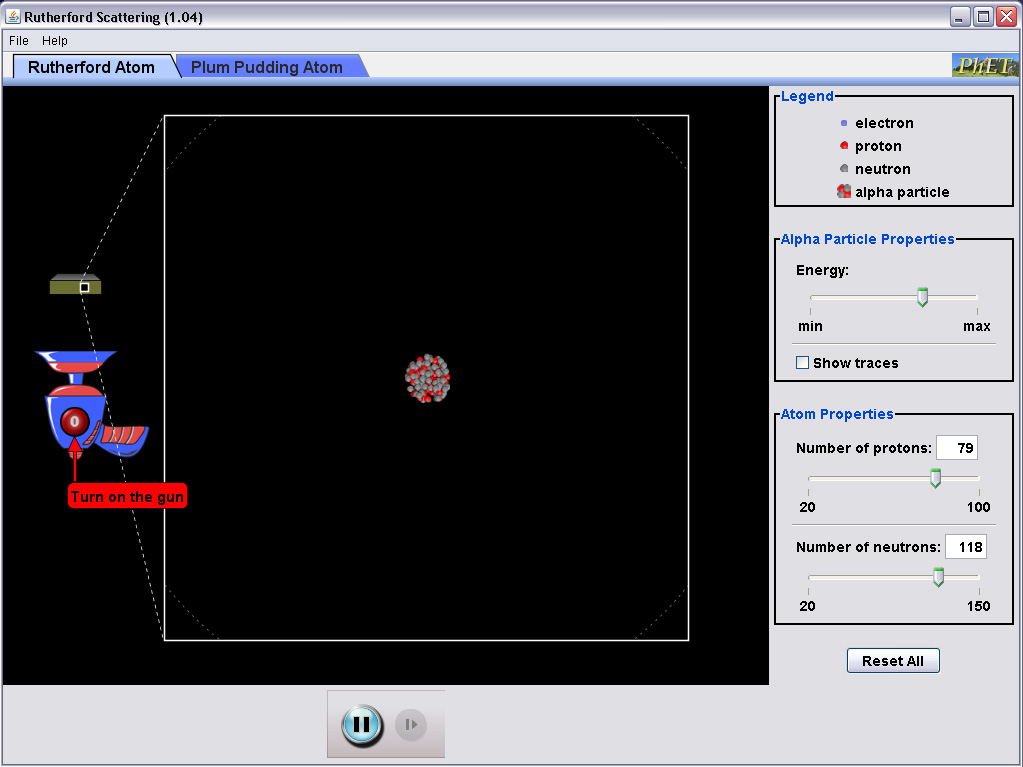 Rutherford Scattering (1.04)
File Help
Rutherford Atom Plum Pudding Atom
PhET
Legend
electron
proton
neutron
alpha particle
Alpha Particle Properties
Energy:
min max
Show traces
0
Turn on the gun
Atom Properties
Number of protons: 79
20 100
Number of neutrons: 118
20 150
Reset All